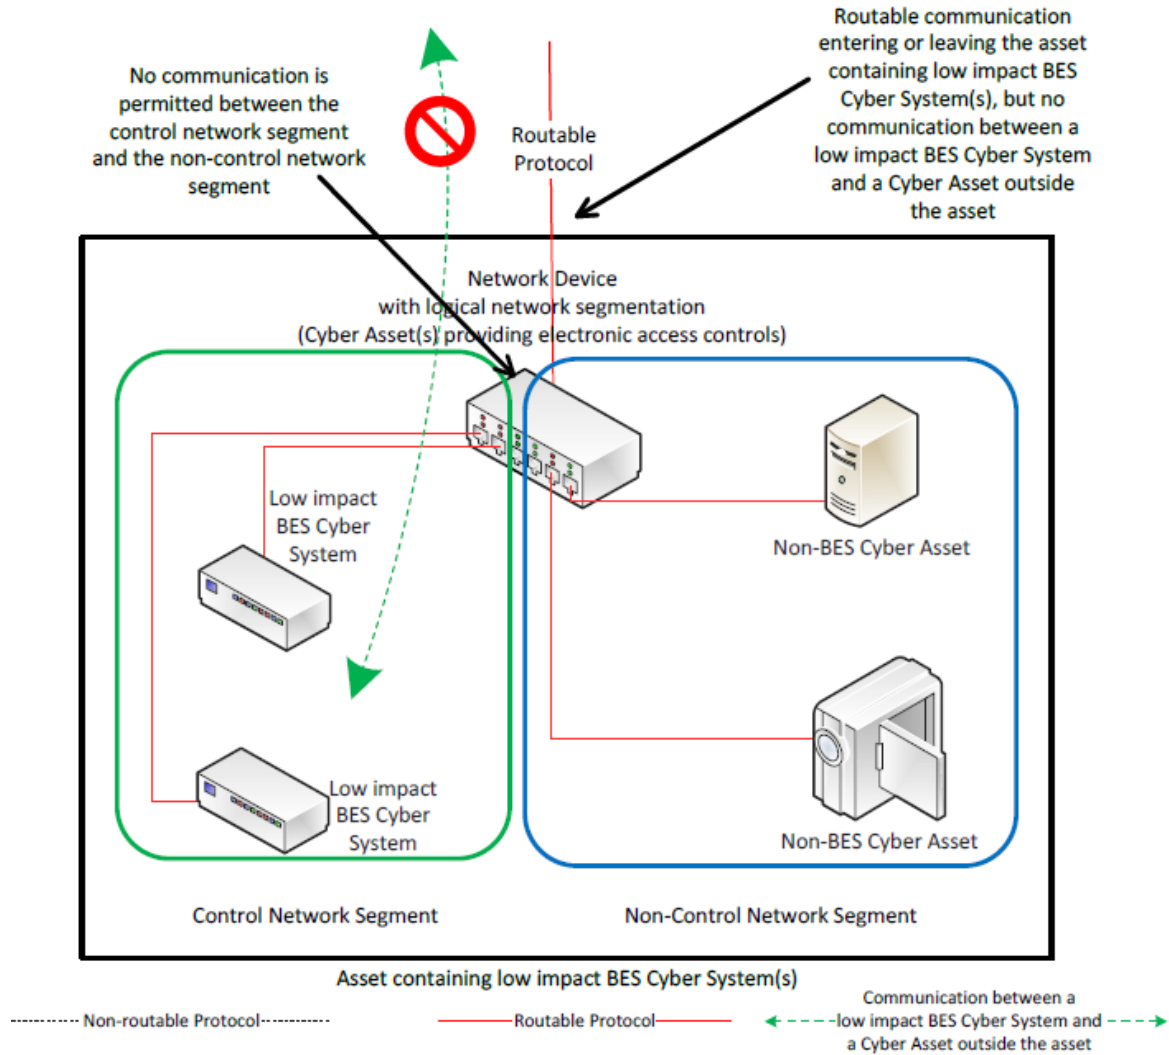 No communication is
permitted between the
control network segment
and the non-control network
segment
Routable
Protocol
Routable communication
entering or leaving the asset
containing low impact BES
Cyber System(s), but no
communication between a
low impact BES Cyber System
and a Cyber Asset outside
the asset
Network Device
with logical network segmentation
(Cyber Asset(s) providing electronic access controls)
Low impact
BES Cyber
System
Non-BES Cyber Asset
Low impact
BES Cyber
System
Non-BES Cyber Asset
Control Network Segment
Non-Control Network Segment
Asset containing low impact BES Cyber System(s)
Non-routable Protocol
Routable Protocol
Communication between a
low impact BES Cyber System and
a Cyber Asset outside the asset